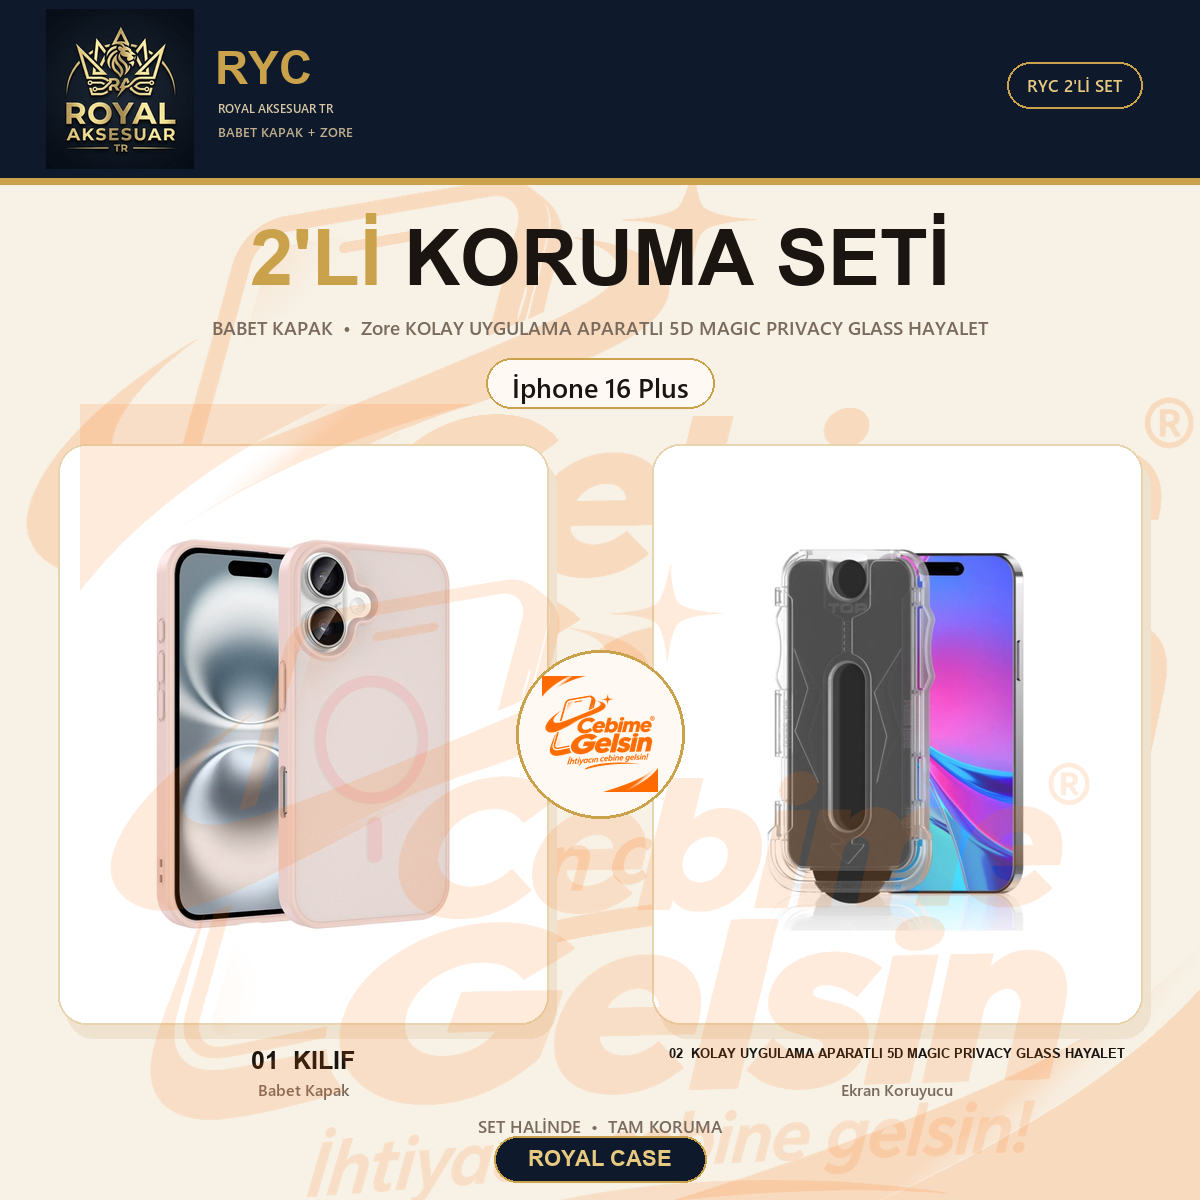 ROYAL
AKSESUAR
TR
RYC
ROYAL AKSESUAR TR
BABET KAPAK + ZORE
RYC 2'Lİ SET
2'Lİ KORUMA SETİ
BABET KAPAK • Zore KOLAY UYGULAMA APARATLI 5D MAGIC PRIVACY GLASS HAYALET
İphone 16 Plus
TOP
Cebime®
Gelsin
İhtiyacın cebine gelsin!
Cebime®
Gelsin
01 KILIF
Babet Kapak
02 KOLAY UYGULAMA APARATLI 5D MAGIC PRIVACY GLASS HAYALET
Ekran Koruyucu
SET HALİNDE • TAM KORUMA
ROYAL CASE